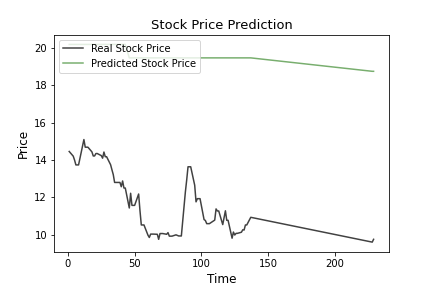 Stock Price Prediction
Real Stock Price
Predicted Stock Price
Price
20
18
16
14
12
10
0 50 100 150 200
Time